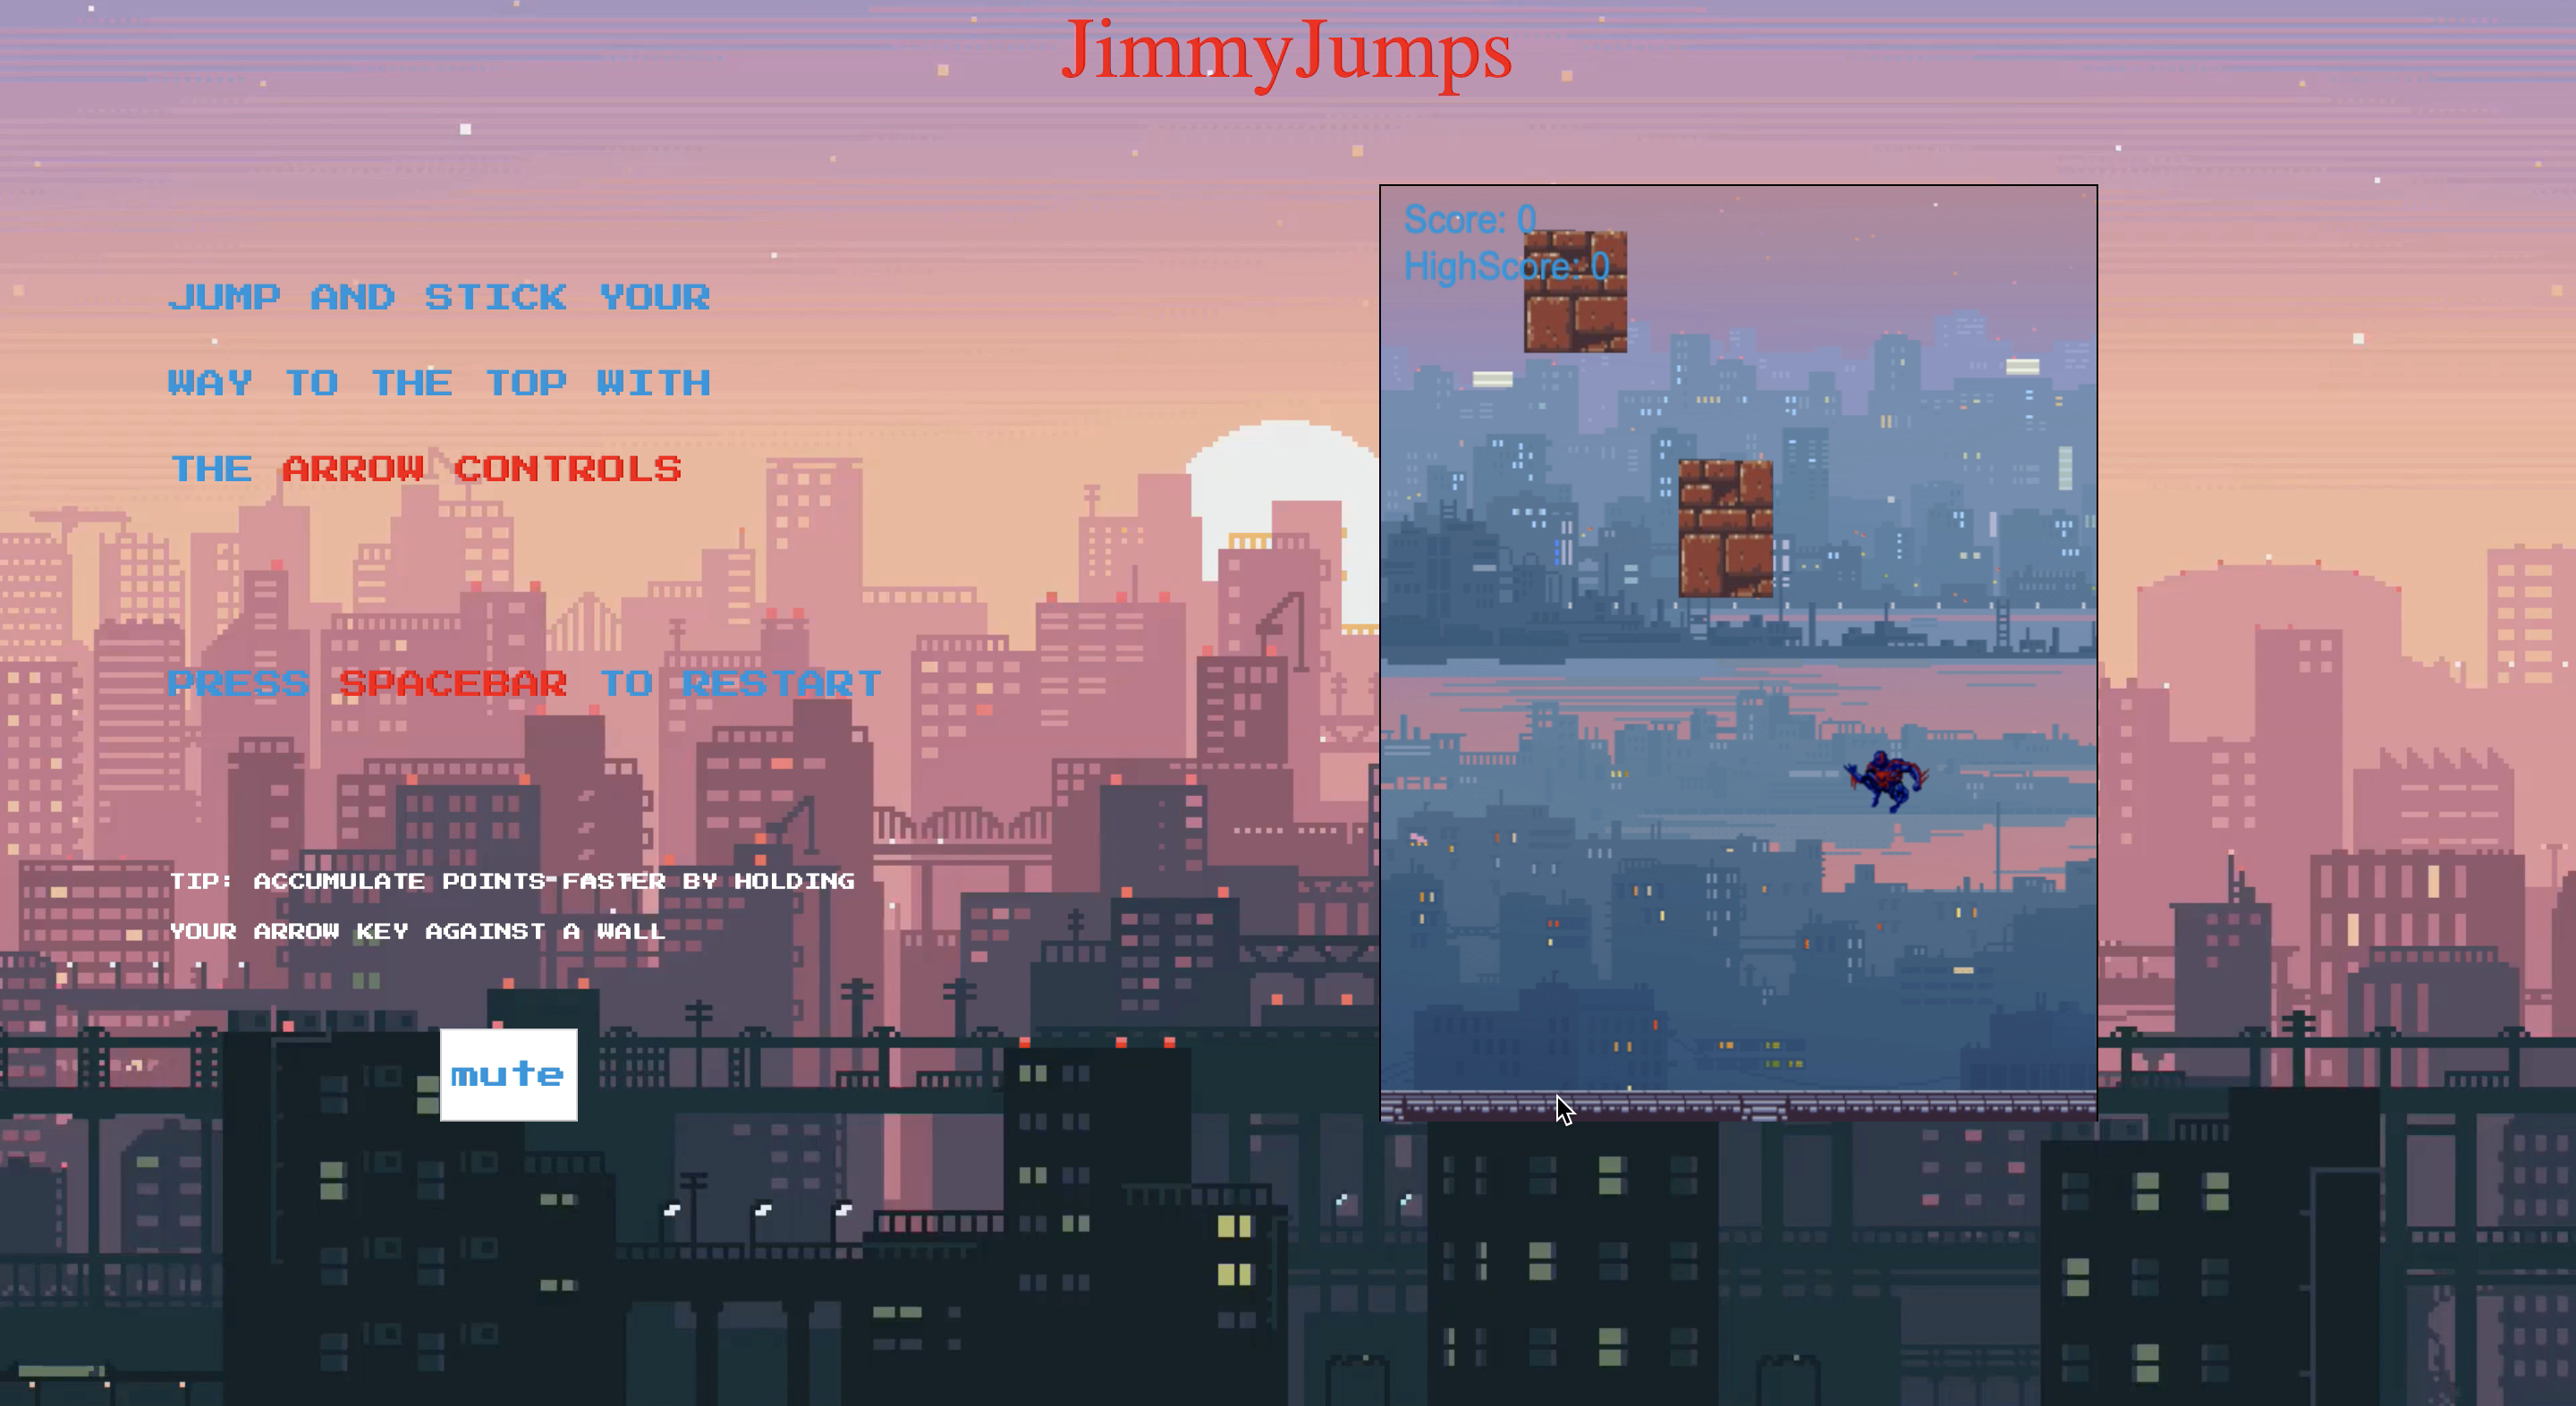 JimmyJumps
JUMP AND STICK YOUR
WAY TO THE TOP WITH
THE ARROW CONTROLS
PRESS SPACEBAR TO RESTART
TIP: ACCUMULATE POINTS FASTER BY HOLDING
YOUR ARROW KEY AGAINST A WALL
mute
Score: 0
HighScore: 0